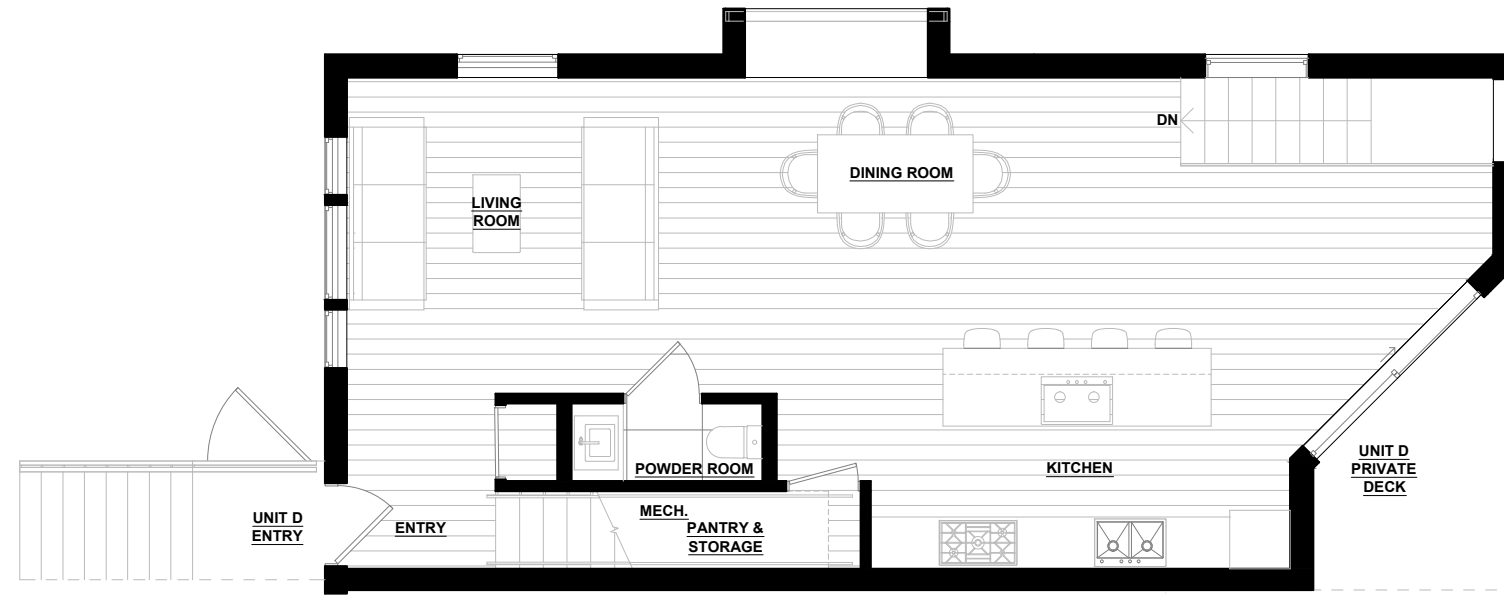 DN
DINING ROOM
LIVING
ROOM
POWDER ROOM
KITCHEN
UNIT D
PRIVATE
DECK
UNIT D
ENTRY
ENTRY
MECH.
PANTRY &
STORAGE